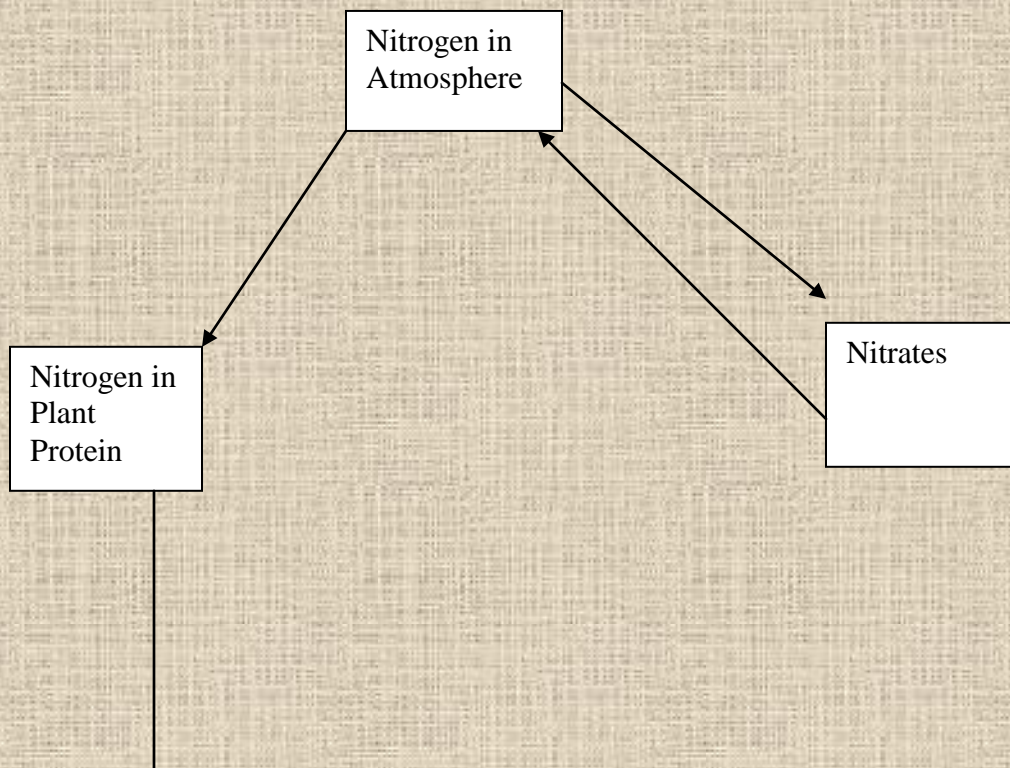 Nitrogen in
Atmosphere
Nitrates
Nitrogen in
Plant
Protein